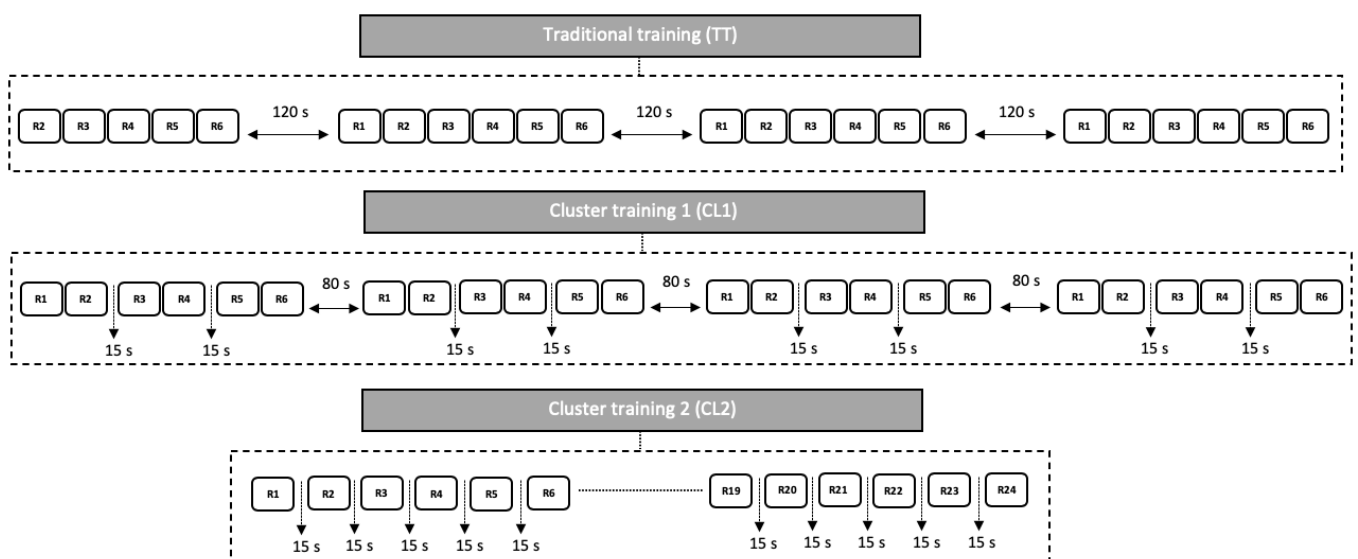 Traditional training (TT)
R2 R3 R4 R5 R6 120 s R1 R2 R3 R4 R5 R6 120 s R1 R2 R3 R4 R5 R6 120 s R1 R2 R3 R4 R5 R6
Cluster training 1 (CL1)
R1 R2 R3 R4 R5 R6 80 s R1 R2 R3 R4 R5 R6 80 s R1 R2 R3 R4 R5 R6 80 s R1 R2 R3 R4 R5 R6
15 s 15 s 15 s 15 s 15 s 15 s 15 s 15 s
Cluster training 2 (CL2)
R1 R2 R3 R4 R5 R6 R19 R20 R21 R22 R23 R24
15 s 15 s 15 s 15 s 15 s 15 s 15 s 15 s 15 s 15 s